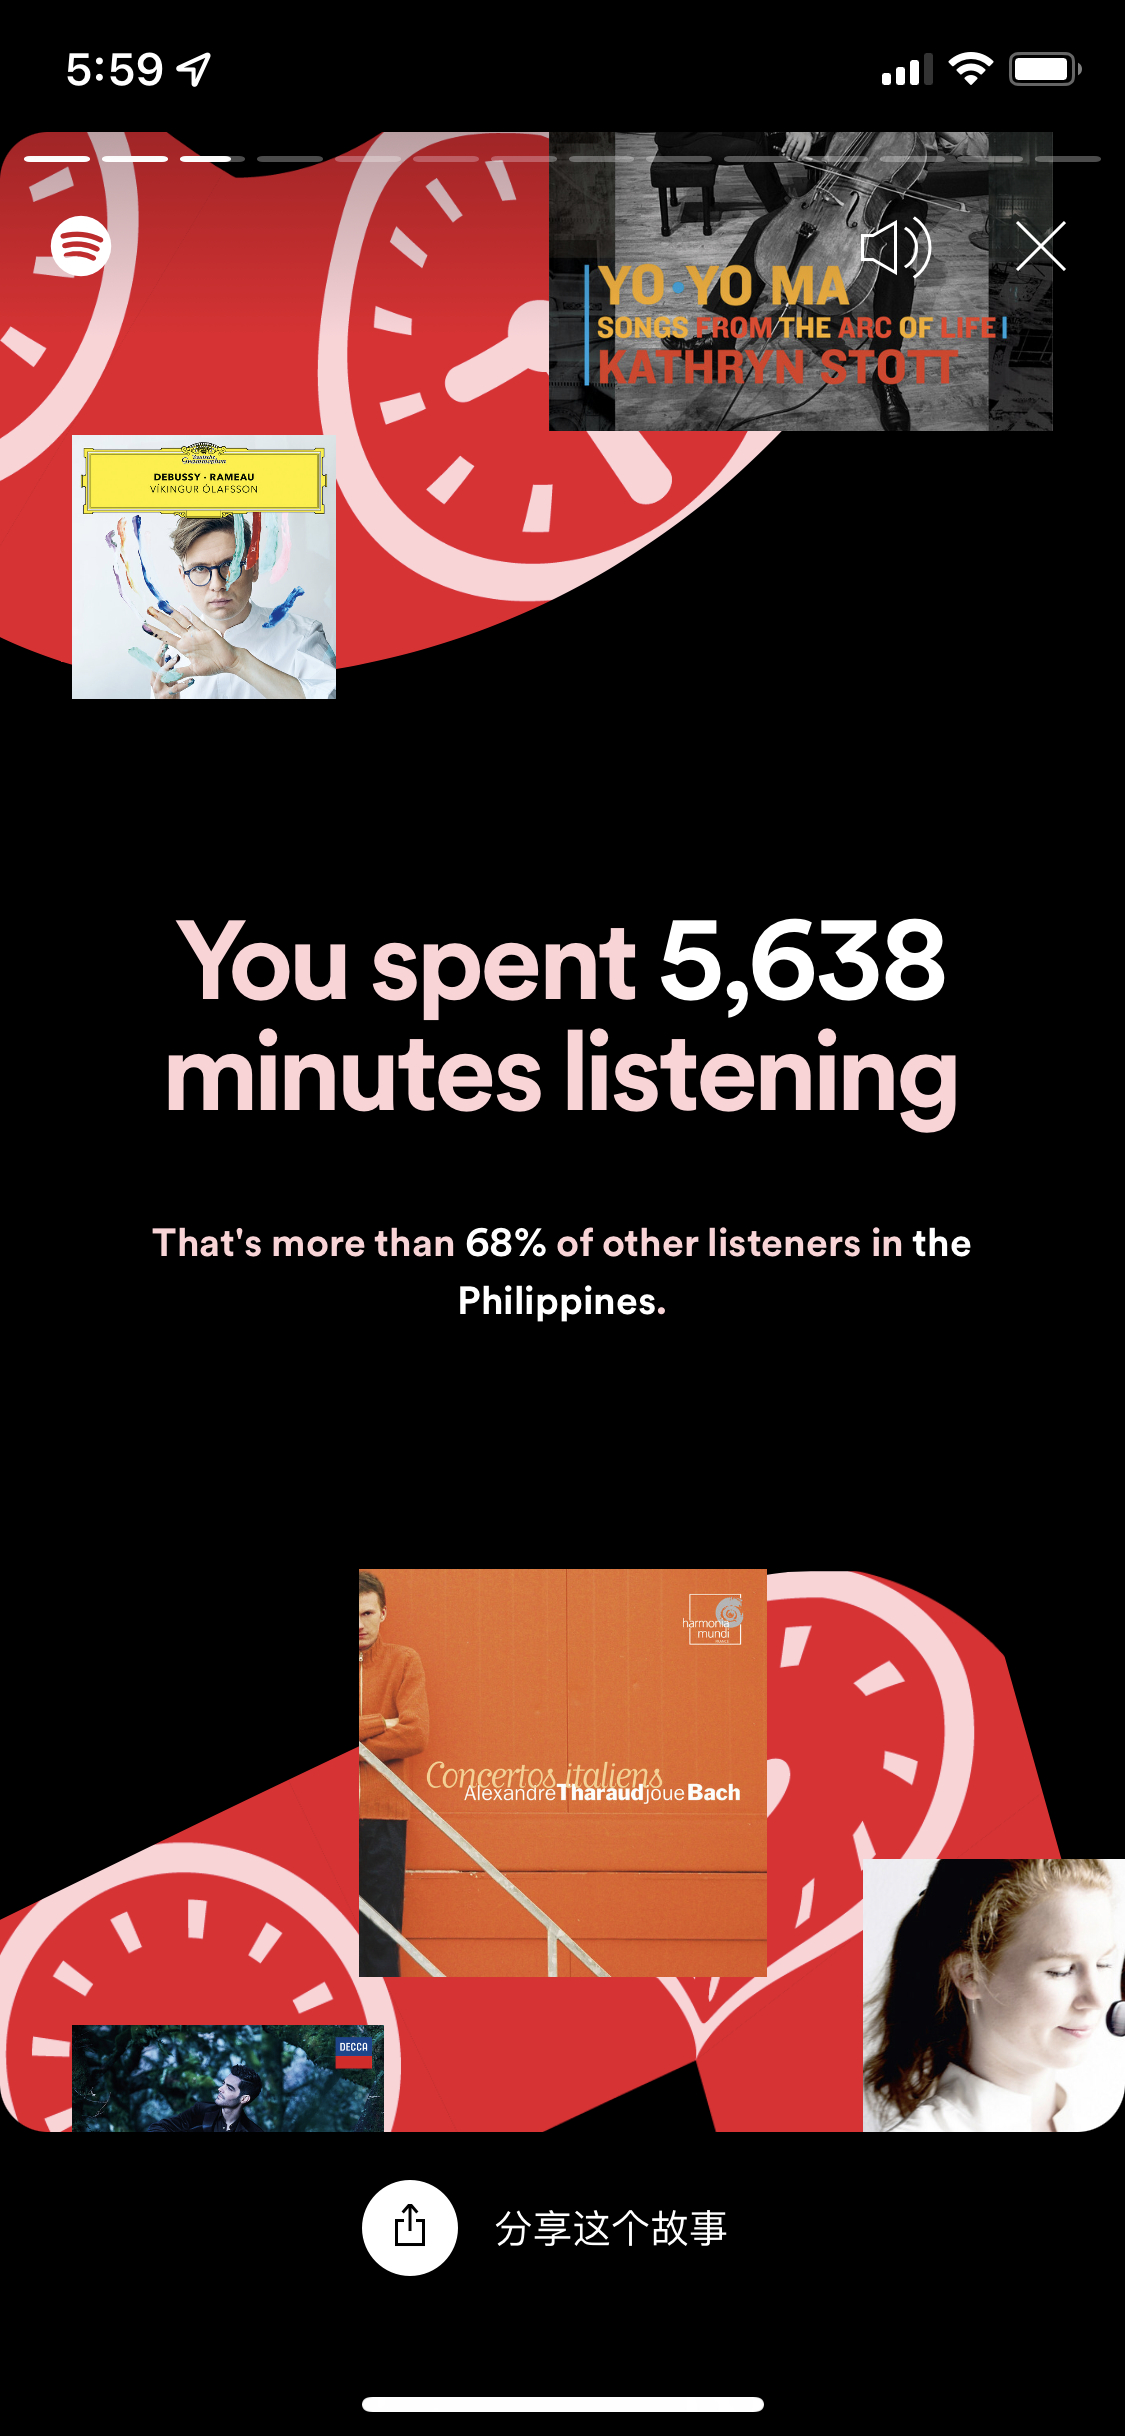 5:59
YO·YO MA
SONGS FROM THE ARC OF LIFE
KATHRYN STOTT
Deutsche
Grammophon
DEBUSSY · RAMEAU
VÍKINGUR ÓLAFSSON
You spent 5,638
minutes listening
That's more than 68% of other listeners in the
Philippines.
harmonia
mundi
Concertos italiens
Alexandre Tharaud joue Bach
DECCA
分享这个故事